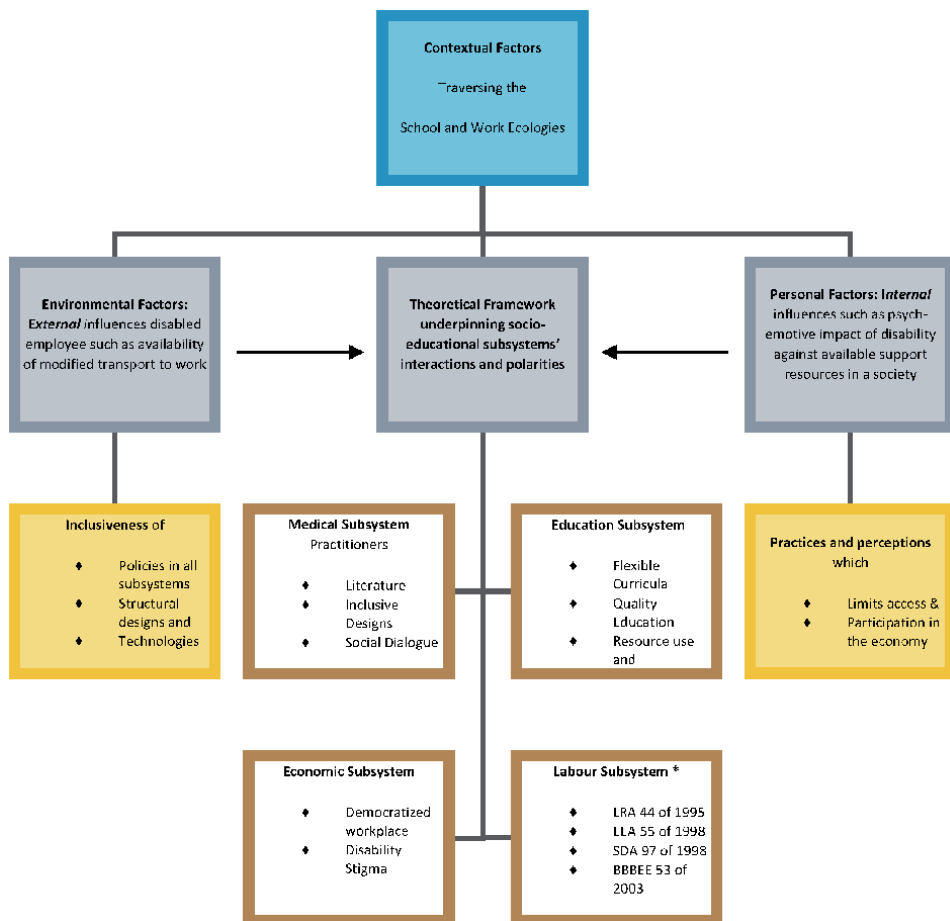 Contextual Factors
Traversing the
School and Work Ecologies
Environmental Factors:
External influences disabled
employee such as availability
of modified transport to work
Theoretical Framework
underpinning socio-
educational subsystems'
interactions and polarities
Personal Factors: Internal
influences such as psych-
emotive impact of disability
against available support
resources in a society
Inclusiveness of
♦ Policies in all
subsystems
♦ Structural
designs and
♦ Technologies
Medical Subsystem
Practitioners
♦ Literature
♦ Inclusive
Designs
♦ Social Dialogue
Education Subsystem
♦ Flexible
Curricula
♦ Quality
Education
♦ Resource use and
Practices and perceptions
which
♦ Limits access &
♦ Participation in
the economy
Economic Subsystem
♦ Democratized
workplace
♦ Disability
Stigma
Labour Subsystem *
♦ LRA 44 of 1995
♦ LLA 55 of 1998
♦ SDA 97 of 1998
♦ BBBEE 53 of
2003